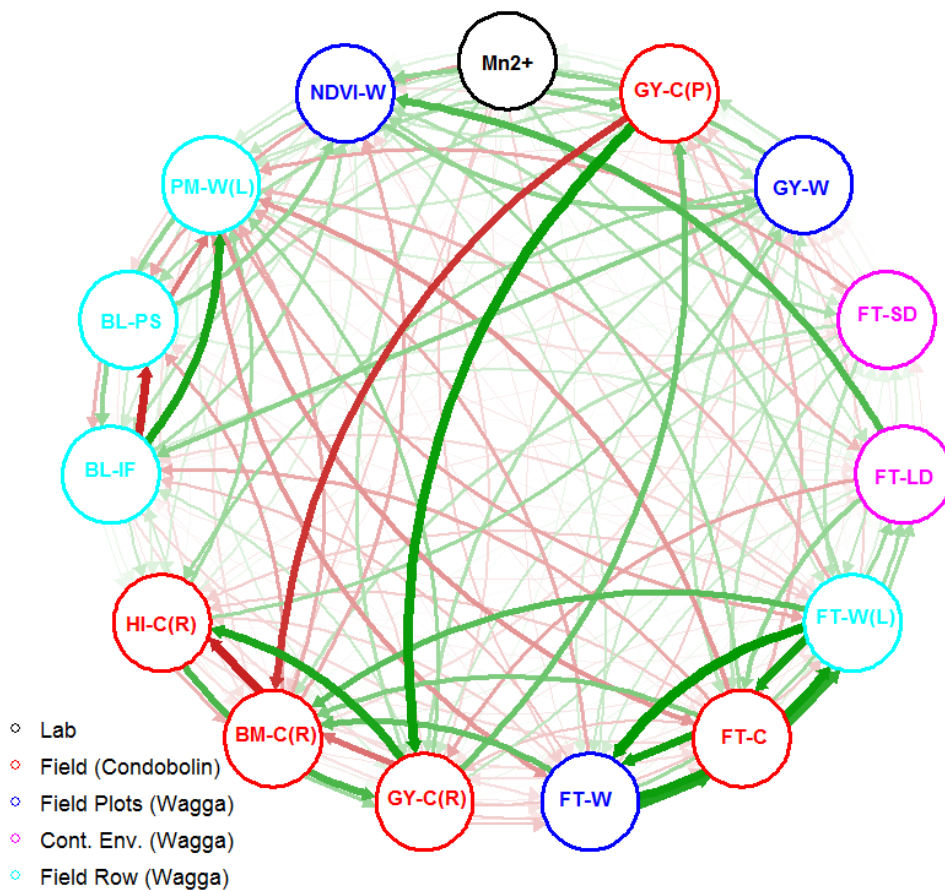 Mn2+
NDVI-W
GY-C(P)
PM-W(L)
GY-W
BL-PS
FT-SD
BL-IF
FT-LD
HI-C(R)
FT-W(L)
BM-C(R)
FT-C
GY-C(R)
FT-W
Lab
Field (Condobolin)
Field Plots (Wagga)
Cont. Env. (Wagga)
Field Row (Wagga)